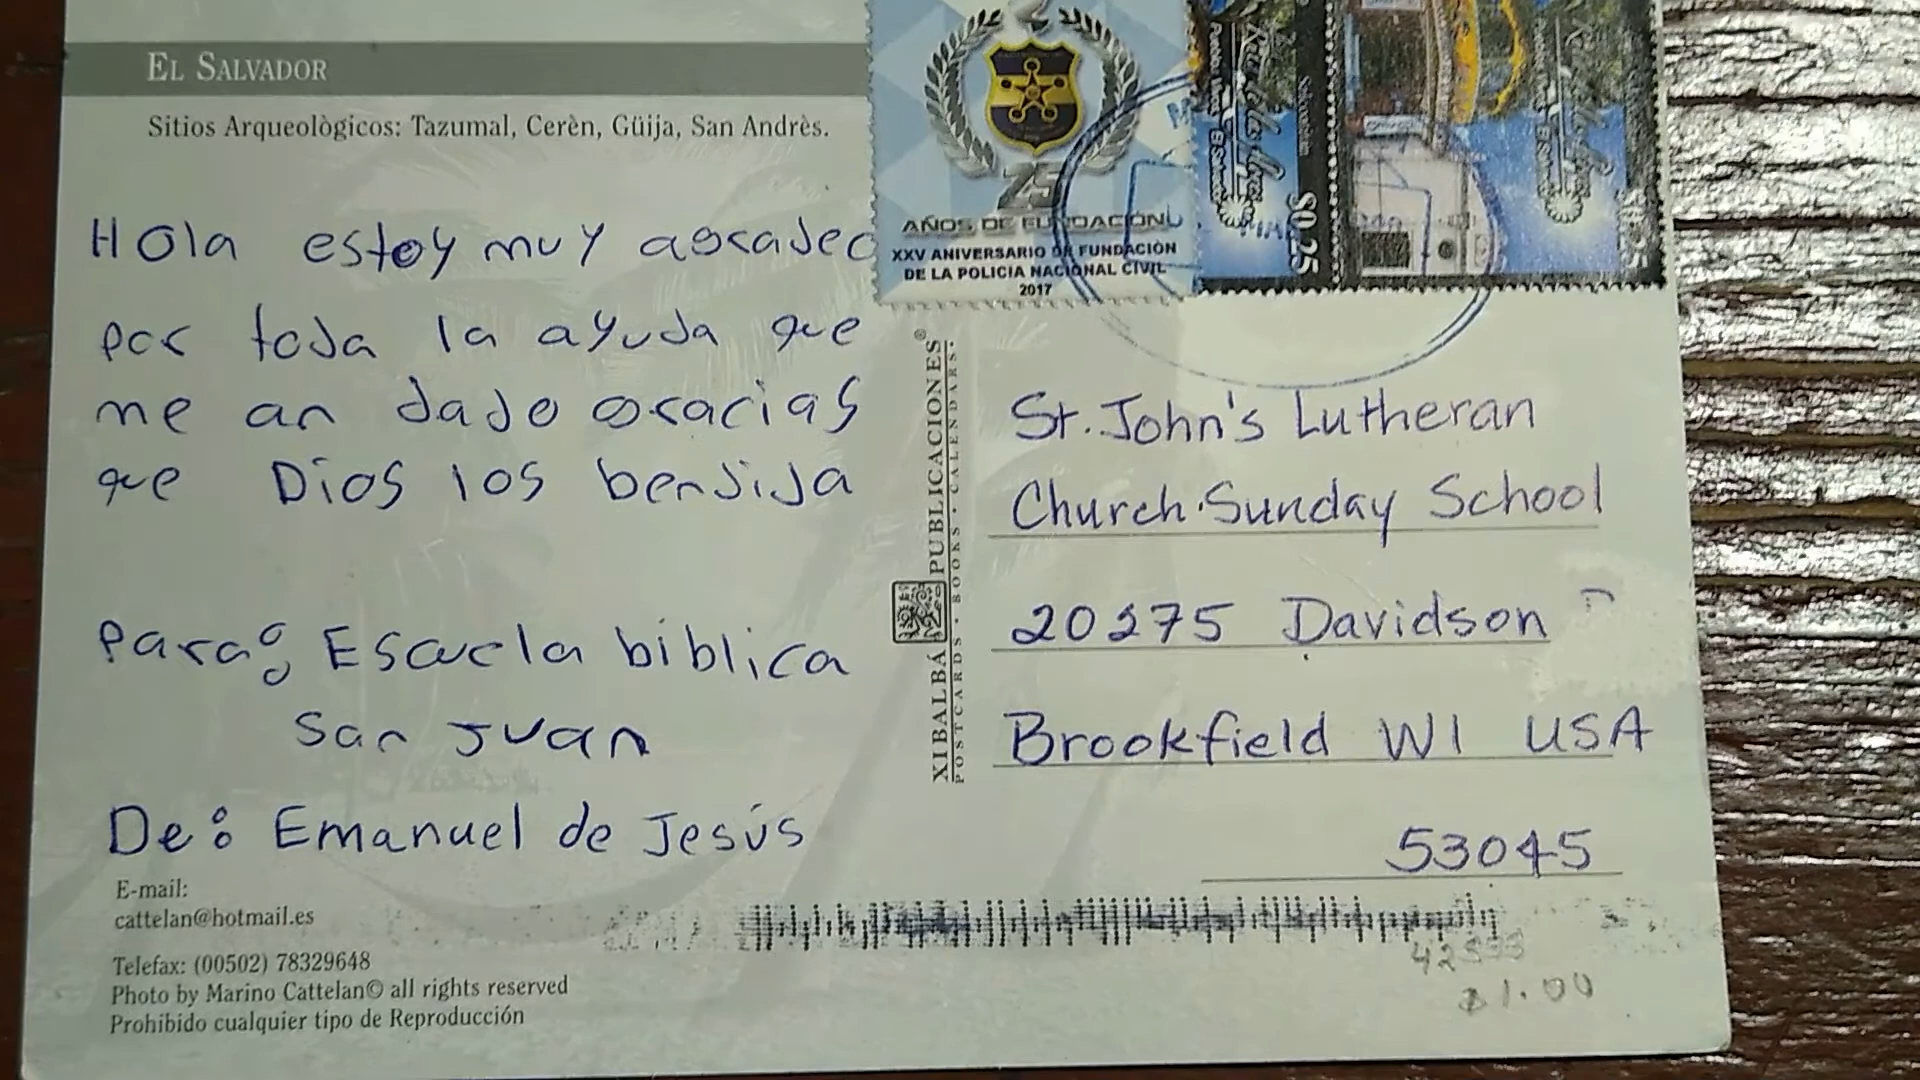 EL SALVADOR
Sitios Arqueològicos: Tazumal, Cerèn, Güija, San Andrès.
Hola estoy muy agradec
por toda la ayuda que
me an dado gracias
que Dios los bendiJa
Para: Escuela biblica
San Juan
De: Emanuel de Jesús
E-mail:
cattelan@hotmail.es
Telefax: (00502) 78329648
Photo by Marino Cattelan© all rights reserved
Prohibido cualquier tipo de Reproducción
25
AÑOS DE FUNDACIÓN
XXV ANIVERSARIO DE FUNDACIÓN
DE LA POLICIA NACIONAL CIVIL
2017
$0.25
$0.25
XIBALBÁ PUBLICACIONES®
POSTCARDS · BOOKS · CALENDARS ·
St. John's Lutheran
Church Sunday School
20275 Davidson
Brookfield WI USA
53045
$1.00